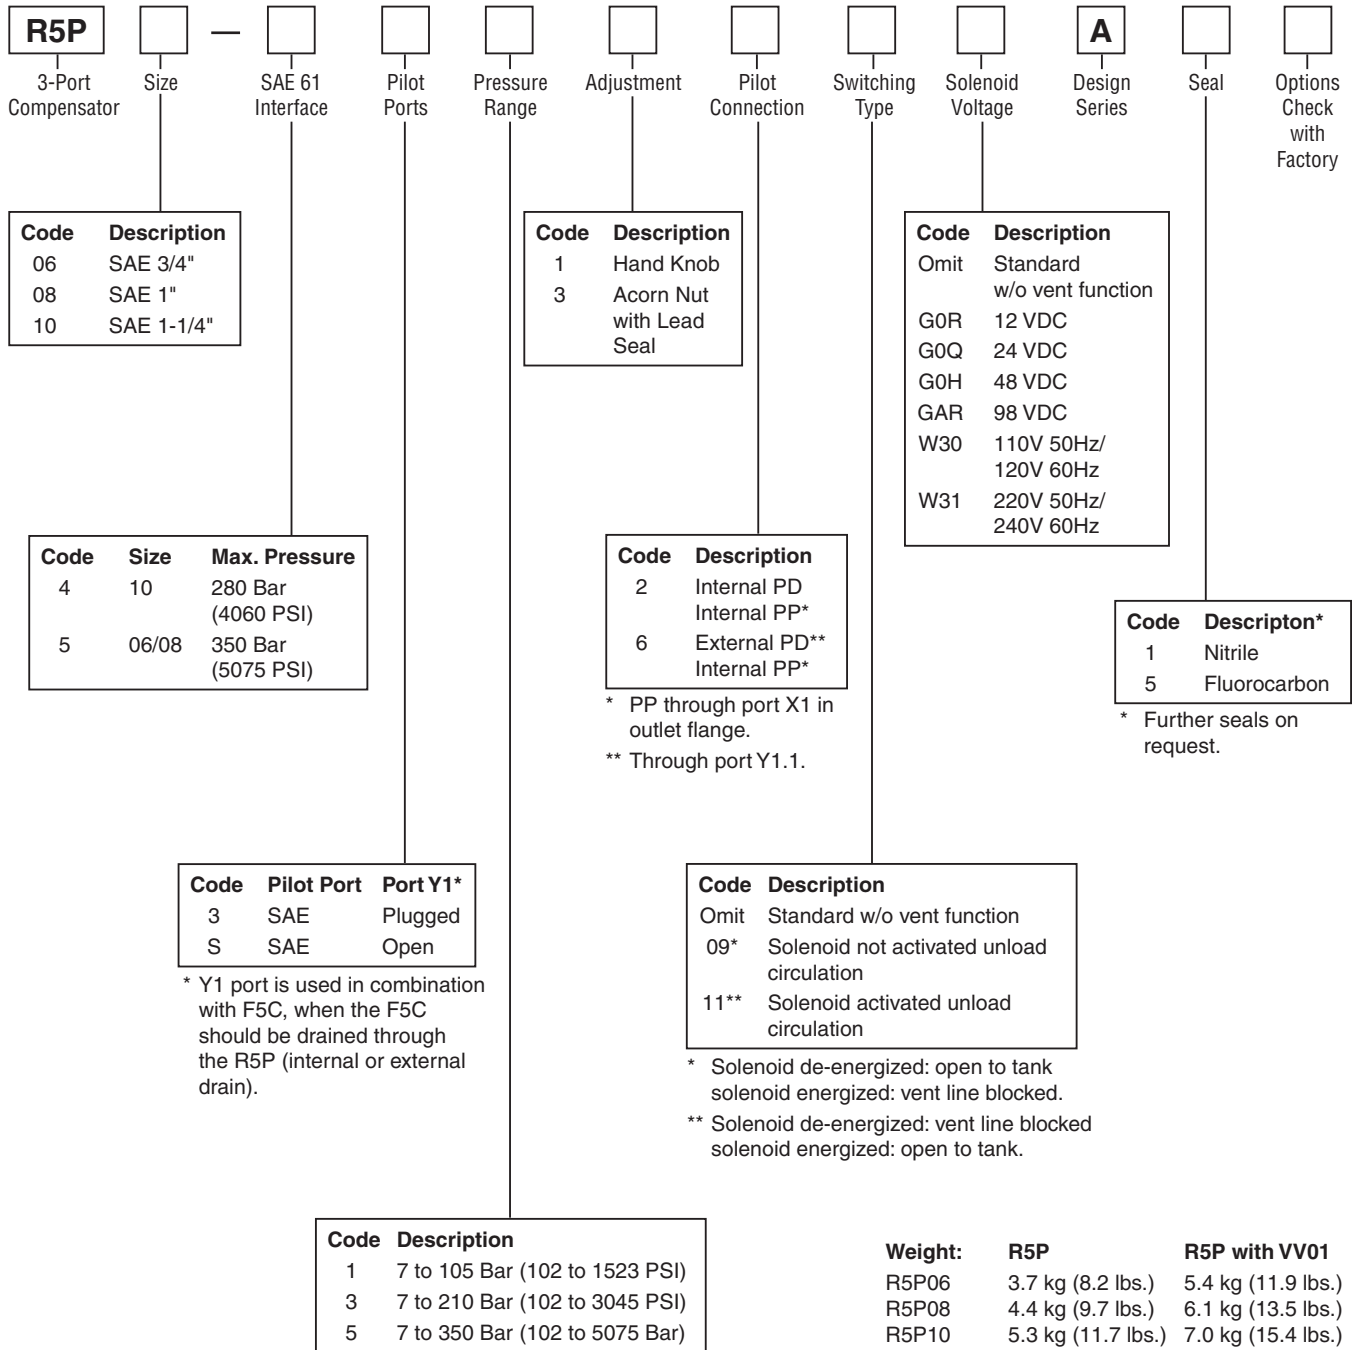 R5P — A
3-Port Compensator
Size
SAE 61 Interface
Pilot Ports
Pressure Range
Adjustment
Pilot Connection
Switching Type
Solenoid Voltage
Design Series
Seal
Options Check with Factory
Code Description
06 SAE 3/4"
08 SAE 1"
10 SAE 1-1/4"
Code Description
1 Hand Knob
3 Acorn Nut
with Lead
Seal
Code Description
Omit Standard
w/o vent function
G0R 12 VDC
G0Q 24 VDC
G0H 48 VDC
GAR 98 VDC
W30 110V 50Hz/
120V 60Hz
W31 220V 50Hz/
240V 60Hz
Code Size Max. Pressure
4 10 280 Bar
(4060 PSI)
5 06/08 350 Bar
(5075 PSI)
Code Description
2 Internal PD
Internal PP*
6 External PD**
Internal PP*
* PP through port X1 in
outlet flange.
** Through port Y1.1.
Code Descripton*
1 Nitrile
5 Fluorocarbon
* Further seals on
request.
Code Pilot Port Port Y1*
3 SAE Plugged
S SAE Open
* Y1 port is used in combination
with F5C, when the F5C
should be drained through
the R5P (internal or external
drain).
Code Description
Omit Standard w/o vent function
09* Solenoid not activated unload
circulation
11** Solenoid activated unload
circulation
* Solenoid de-energized: open to tank
solenoid energized: vent line blocked.
** Solenoid de-energized: vent line blocked
solenoid energized: open to tank.
Code Description
1 7 to 105 Bar (102 to 1523 PSI)
3 7 to 210 Bar (102 to 3045 PSI)
5 7 to 350 Bar (102 to 5075 Bar)
Weight: R5P R5P with VV01
R5P06 3.7 kg (8.2 lbs.) 5.4 kg (11.9 lbs.)
R5P08 4.4 kg (9.7 lbs.) 6.1 kg (13.5 lbs.)
R5P10 5.3 kg (11.7 lbs.) 7.0 kg (15.4 lbs.)